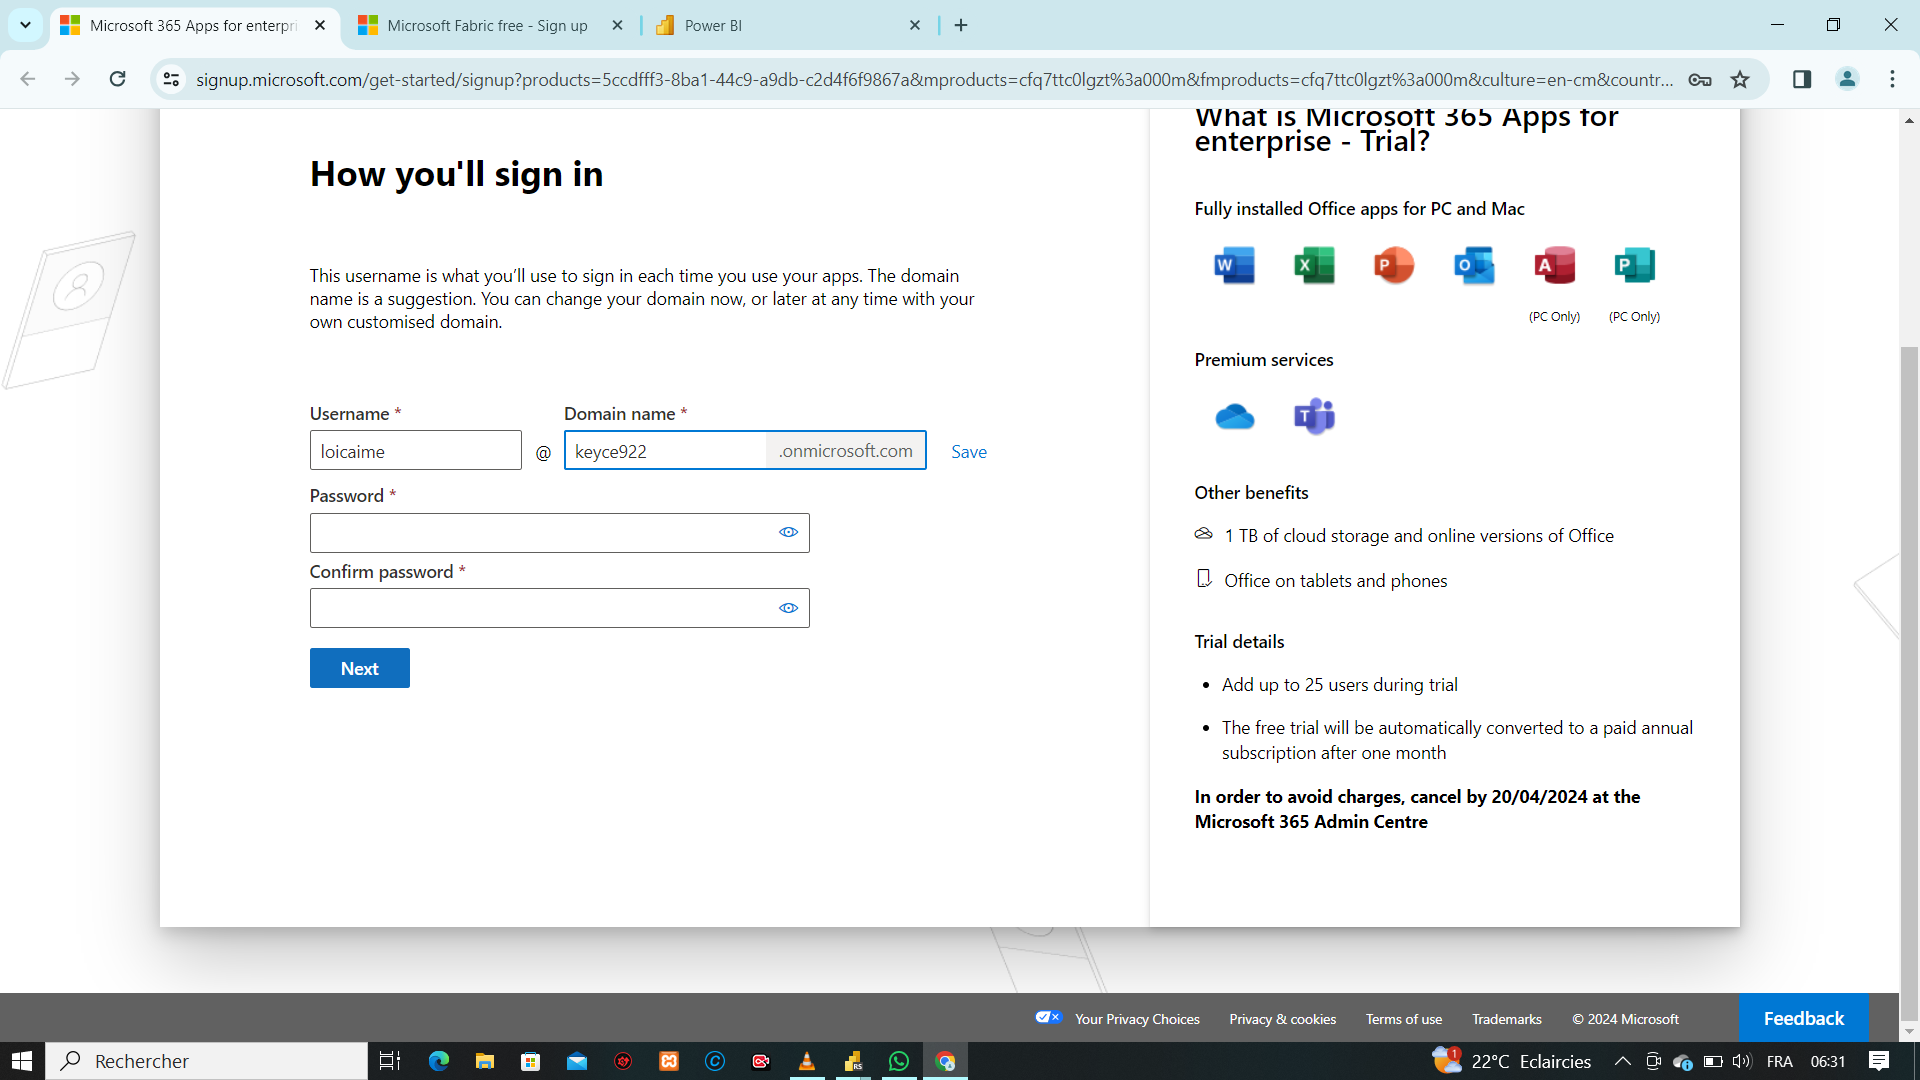 Microsoft 365 Apps for enterpri
Microsoft Fabric free - Sign up
Power BI
signup.microsoft.com/get-started/signup?products=5ccdfff3-8ba1-44c9-a9db-c2d4f6f9867a&mproducts=cfq7ttc0lgzt%3a000m&fmproducts=cfq7ttc0lgzt%3a000m&culture=en-cm&countr...
How you'll sign in
This username is what you’ll use to sign in each time you use your apps. The domain
name is a suggestion. You can change your domain now, or later at any time with your
own customised domain.
Username *
Domain name *
loicaime
@
keyce922
.onmicrosoft.com
Save
Password *
Confirm password *
Next
What is Microsoft 365 Apps for
enterprise - Trial?
Fully installed Office apps for PC and Mac
W
X
P
O
A
P
(PC Only)
(PC Only)
Premium services
T
Other benefits
1 TB of cloud storage and online versions of Office
Office on tablets and phones
Trial details
• Add up to 25 users during trial
• The free trial will be automatically converted to a paid annual
subscription after one month
In order to avoid charges, cancel by 20/04/2024 at the
Microsoft 365 Admin Centre
Your Privacy Choices
Privacy & cookies
Terms of use
Trademarks
© 2024 Microsoft
Feedback
Rechercher
RS
1
22°C Eclaircies
FRA
06:31